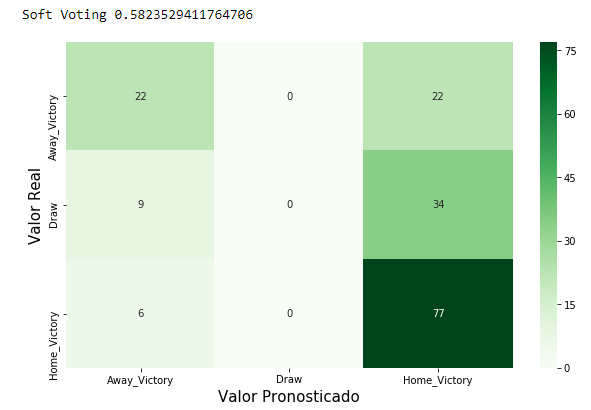 Soft Voting 0.5823529411764706
Valor Real
Away_Victory
22
0
22
Draw
9
0
34
Home_Victory
6
0
77
Away_Victory
Draw
Home_Victory
Valor Pronosticado
75
60
45
30
15
0